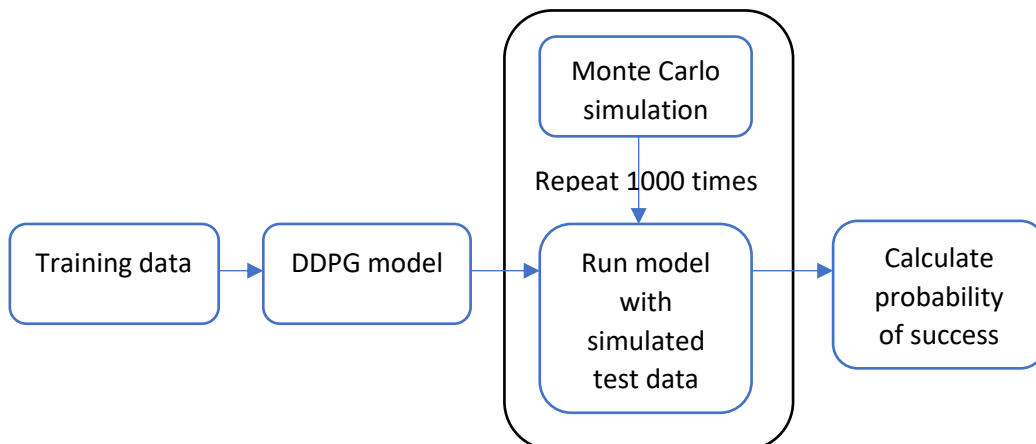 Monte Carlo
simulation
Repeat 1000 times
Training data
DDPG model
Run model
with
simulated
test data
Calculate
probability
of success